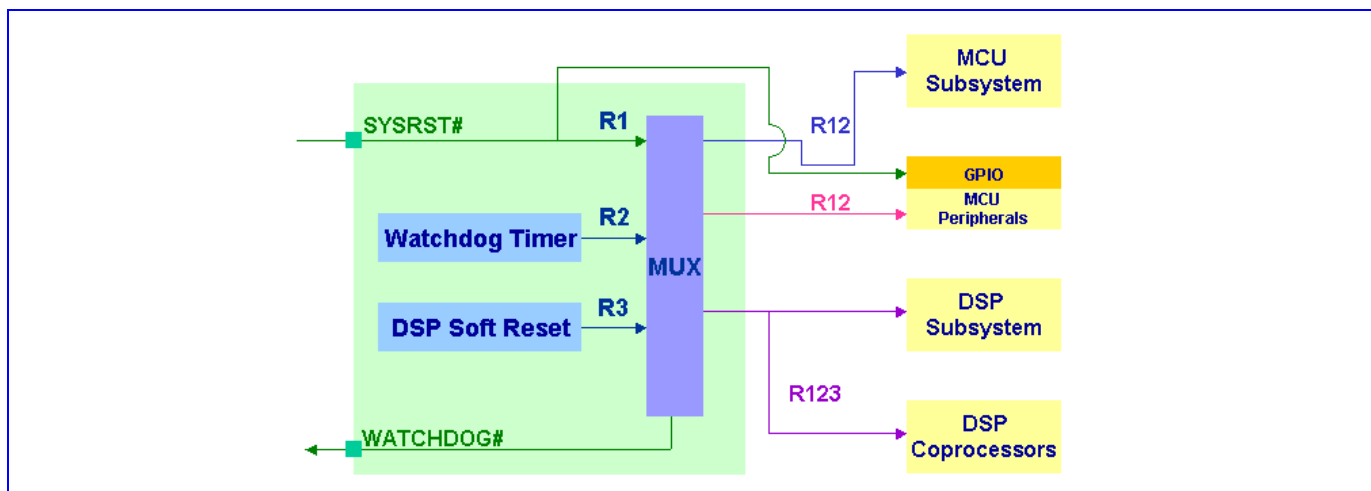 MCU
Subsystem
SYSRST#
R1
R12
GPIO
MCU
Peripherals
R12
R2
Watchdog Timer
MUX
R3
DSP Soft Reset
DSP
Subsystem
R123
WATCHDOG#
DSP
Coprocessors